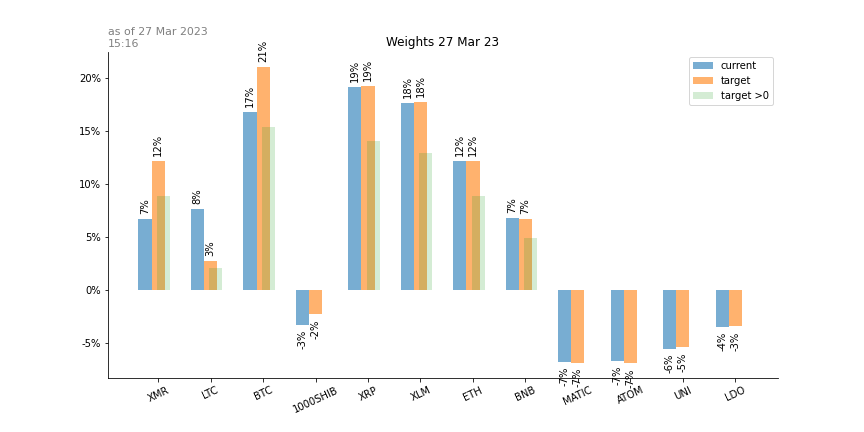 as of 27 Mar 2023
15:16
Weights 27 Mar 23
current
target
target >0
20%
15%
10%
5%
0%
-5%
7%
12%
8%
3%
17%
21%
-3%
-2%
19%
19%
18%
18%
12%
12%
7%
7%
-7%
-7%
-7%
-7%
-6%
-5%
-4%
-3%
XMR
LTC
BTC
1000SHIB
XRP
XLM
ETH
BNB
MATIC
ATOM
UNI
LDO